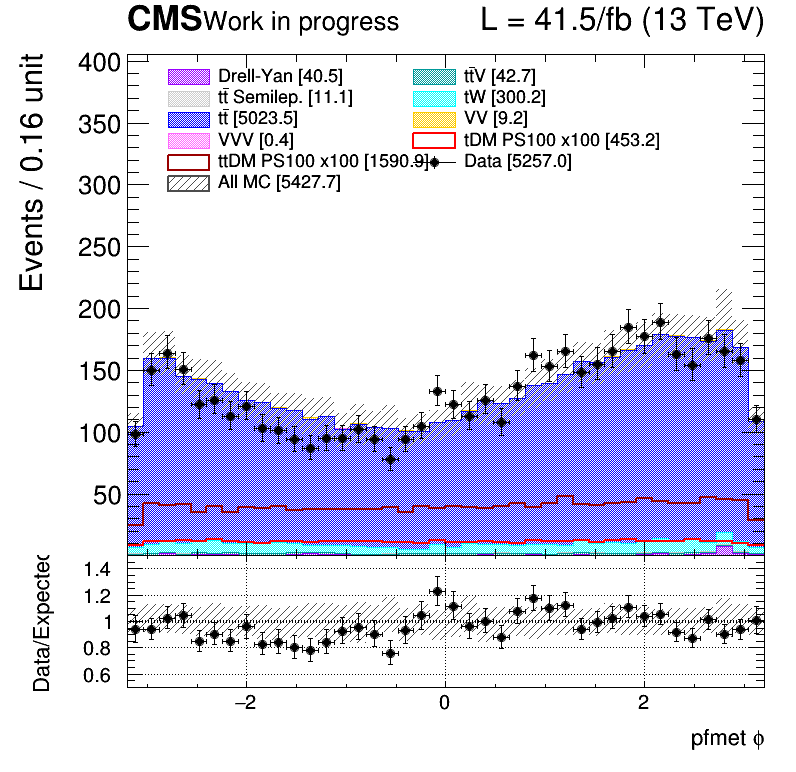 CMS Work in progress L = 41.5/fb (13 TeV)
Events / 0.16 unit
400
350
300
250
200
150
100
50
Drell-Yan [40.5] tt̄V [42.7]
tt̄ Semilep. [11.1] tW [300.2]
tt̄ [5023.5] VV [9.2]
VVV [0.4] tDM PS100 x100 [453.2]
ttDM PS100 x100 [1590.9] Data [5257.0]
All MC [5427.7]
Data/Expected
1.4
1.2
1
0.8
0.6
−2 0 2
pfmet ϕ